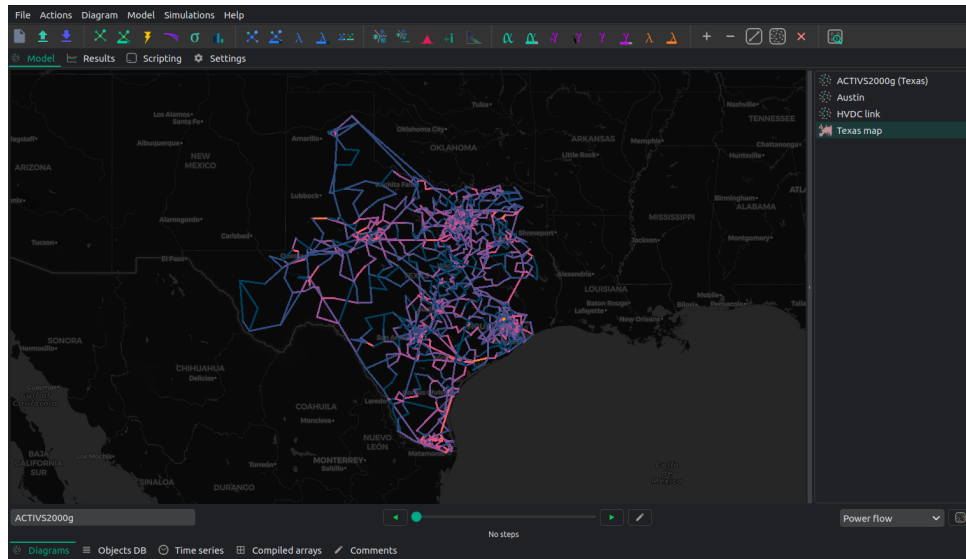 File Actions Diagram Model Simulations Help
Model Results Scripting Settings
ACTIVS2000g (Texas)
Austin
HVDC link
Texas map
Tulsa
Nashville
Los Alamos
Santa Fe
Amarillo
Oklahoma City
OKLAHOMA
TENNESSEE
ARKANSAS
Memphis
Chattanooga
Albuquerque
NEW
MEXICO
Little Rock
Huntsville
ARIZONA
Lubbock
Birmingham
ALABAMA
Alamogordo
MISSISSIPPI
Tucson
Carlsbad
Shreveport
Jackson
Montgomery
El Paso
Alexandria
LOUISIANA
Baton Rouge
Mobile
Lafayette
New Orleans
Biloxi
Pensacola
SONORA
Hermosillo
CHIHUAHUA
Delicias
COAHUILA
Laredo
Monclova
NUEVO
LEÓN
Matamoros
BAJA
CALIFORNIA
SUR
Los Mochis
Torreón
MONTERREY
Saltillo
SINALOA
DURANGO
ACTIVS2000g
Power flow
No steps
Diagrams Objects DB Time series Compiled arrays Comments